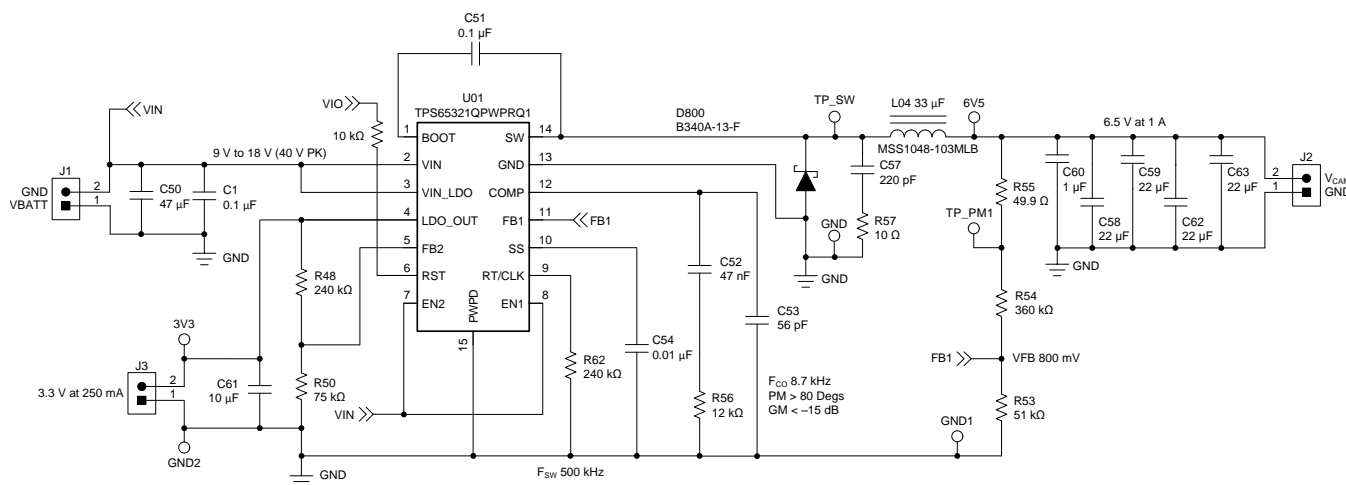 C51
0.1 µF
U01
TPS65321QPWPRQ1
VIN
VIO
10 kΩ
9 V to 18 V (40 V PK)
J1
GND
VBATT
2
1
C50
47 µF
C1
0.1 µF
GND
1
BOOT
2
VIN
3
VIN_LDO
4
LDO_OUT
5
FB2
6
RST
7
EN2
PWPD
15
SW
14
GND
13
COMP
12
FB1
11
SS
10
RT/CLK
9
EN1
8
FB1
D800
B340A-13-F
TP_SW
L04 33 µF
MSS1048-103MLB
6V5
6.5 V at 1 A
C57
220 pF
R57
10 Ω
GND
GND
R55
49.9 Ω
TP_PM1
C60
1 µF
C58
22 µF
C59
22 µF
C62
22 µF
C63
22 µF
GND
J2
2
1
VCAM
GND
R48
240 kΩ
R50
75 kΩ
3V3
J3
2
1
3.3 V at 250 mA
C61
10 µF
GND2
GND
VIN
R62
240 kΩ
C54
0.01 µF
C52
47 nF
R56
12 kΩ
C53
56 pF
FCO 8.7 kHz
PM > 80 Degs
GM < –15 dB
R54
360 kΩ
FB1
VFB 800 mV
R53
51 kΩ
GND1
FSW 500 kHz